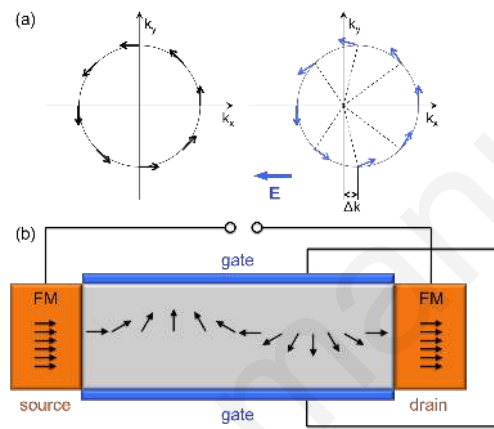 (a)
k_y
k_x
k_y
k_x
E
Δk
(b)
gate
FM
FM
source
gate
drain